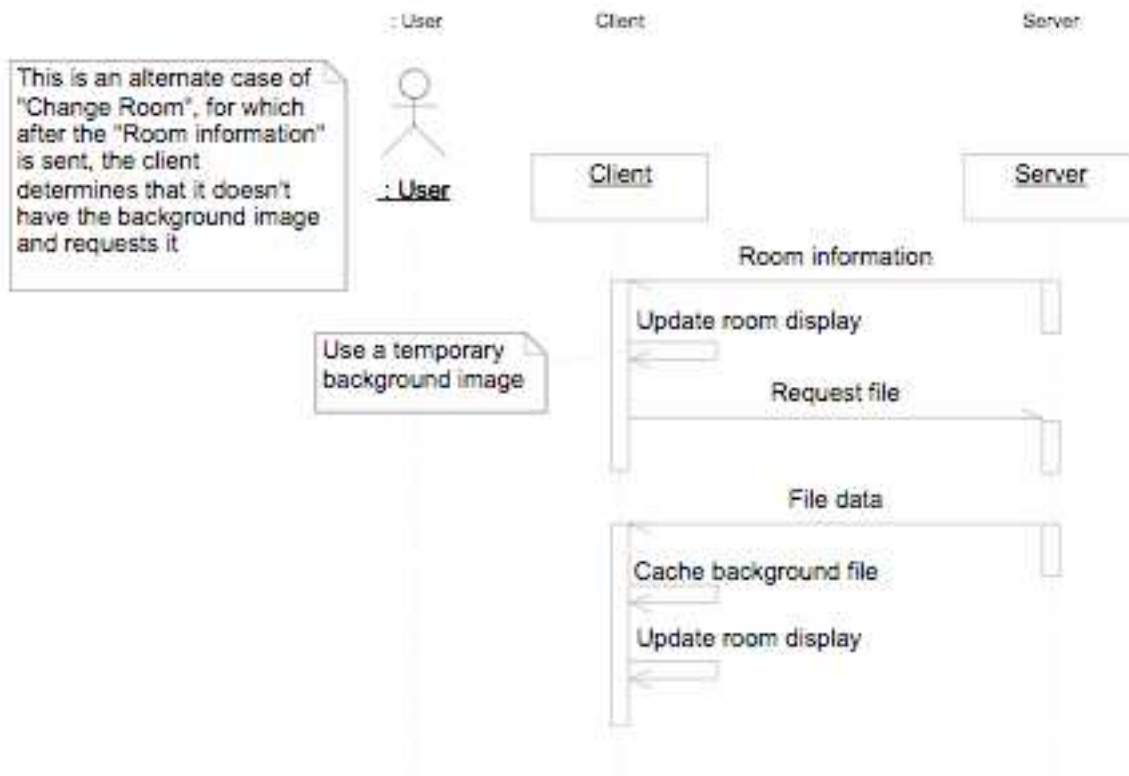 : User
Client
Server
This is an alternate case of
"Change Room", for which
after the "Room information"
is sent, the client
determines that it doesn't
have the background image
and requests it
: User
Client
Server
Room information
Update room display
Use a temporary
background image
Request file
File data
Cache background file
Update room display